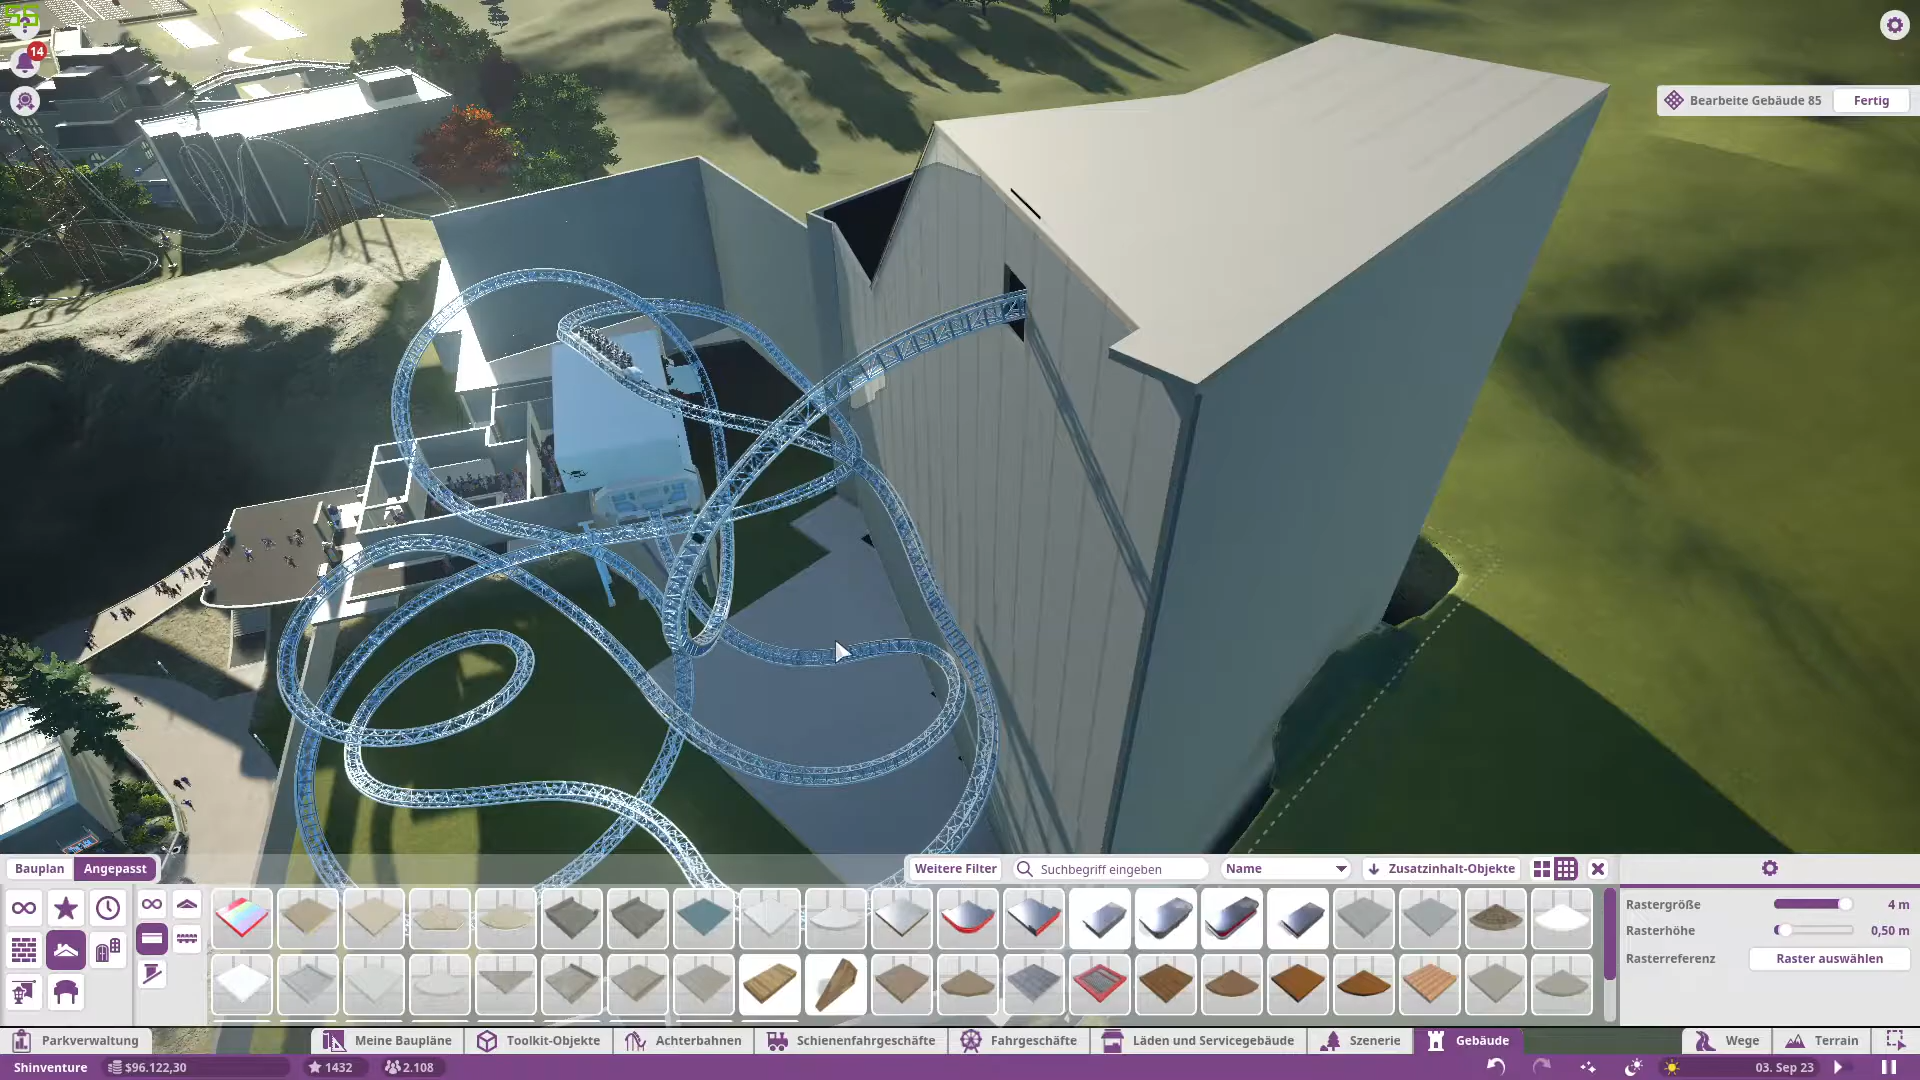 55
14
Bearbeite Gebäude 85
Fertig
Bauplan
Angepasst
Weitere Filter
Suchbegriff eingeben
Name
Zusatzinhalt-Objekte
Rastergröße
4 m
Rasterhöhe
0,50 m
Rasterreferenz
Raster auswählen
Parkverwaltung
Meine Baupläne
Toolkit-Objekte
Achterbahnen
Schienenfahrgeschäfte
Fahrgeschäfte
Läden und Servicegebäude
Szenerie
Gebäude
Wege
Terrain
Shinventure
$96.122,30
1432
2.108
03. Sep 23